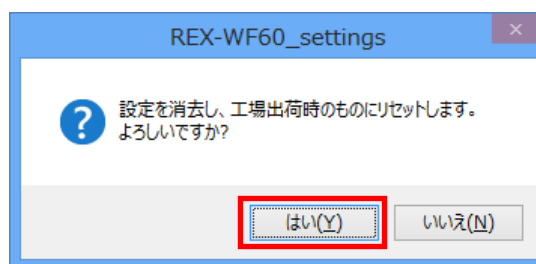 REX-WF60_settings
設定を消去し、工場出荷時のものにリセットします。
よろしいですか?
はい(Y)
いいえ(N)